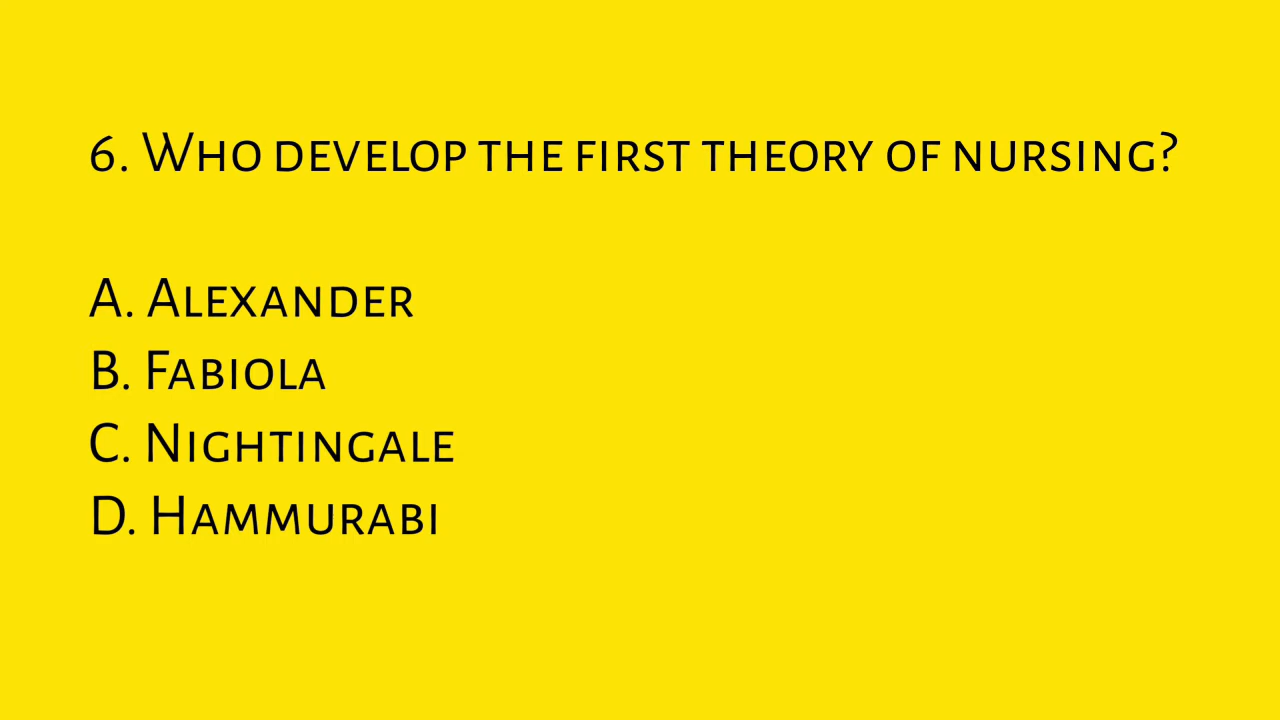 6. Who develop the first theory of nursing?
A. Alexander
B. Fabiola
C. Nightingale
D. Hammurabi